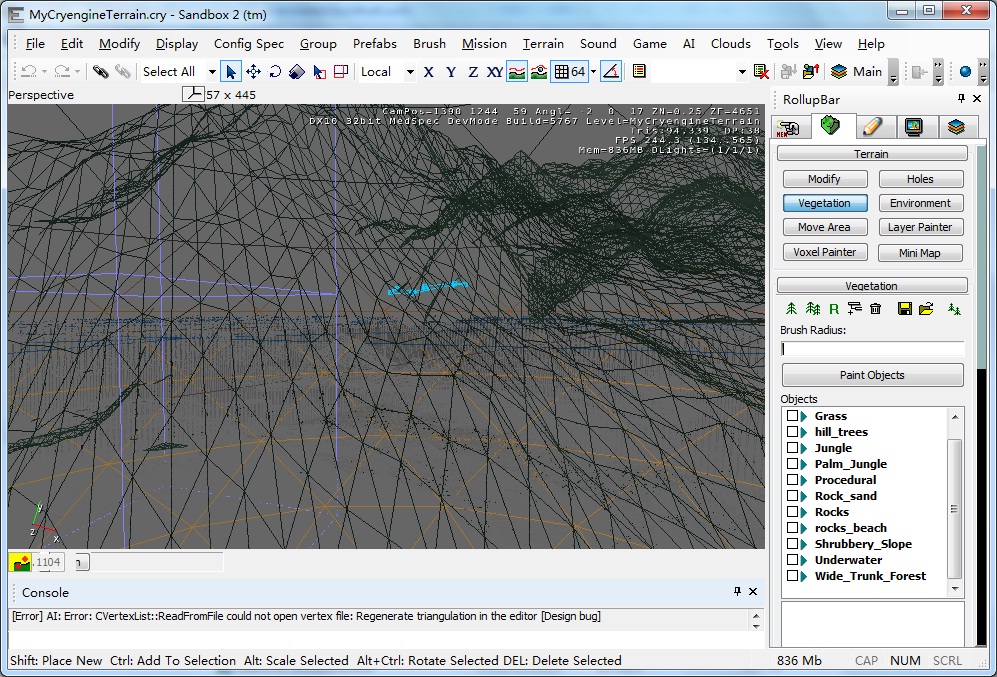 MyCryengineTerrain.cry - Sandbox 2 (tm)
File Edit Modify Display Config Spec Group Prefabs Brush Mission Terrain Sound Game AI Clouds Tools View Help
Select All Local X Y Z XY 64 Main
Perspective 57 x 445
RollupBar
CamPos=1390 1244 59 Angl= 2 0 17 ZN=0.25 ZF=4651
DX10 32bit MedSpec DevMode Build=5767 Level=MyCryengineTerrain
Tris:94,339 DP:38
FPS 244.3 (134..565)
Mem=836MB DLights=(1/1/1)
NEW
Terrain
Modify Holes
Vegetation Environment
Move Area Layer Painter
Voxel Painter Mini Map
Vegetation
R
Brush Radius:
Paint Objects
Objects
Grass
hill_trees
Jungle
Palm_Jungle
Procedural
Rock_sand
Rocks
rocks_beach
Shrubbery_Slope
Underwater
Wide_Trunk_Forest
y
z
x
.1104
Console
[Error] AI: Error: CVertexList::ReadFromFile could not open vertex file: Regenerate triangulation in the editor [Design bug]
Shift: Place New Ctrl: Add To Selection Alt: Scale Selected Alt+Ctrl: Rotate Selected DEL: Delete Selected 836 Mb CAP NUM SCRL